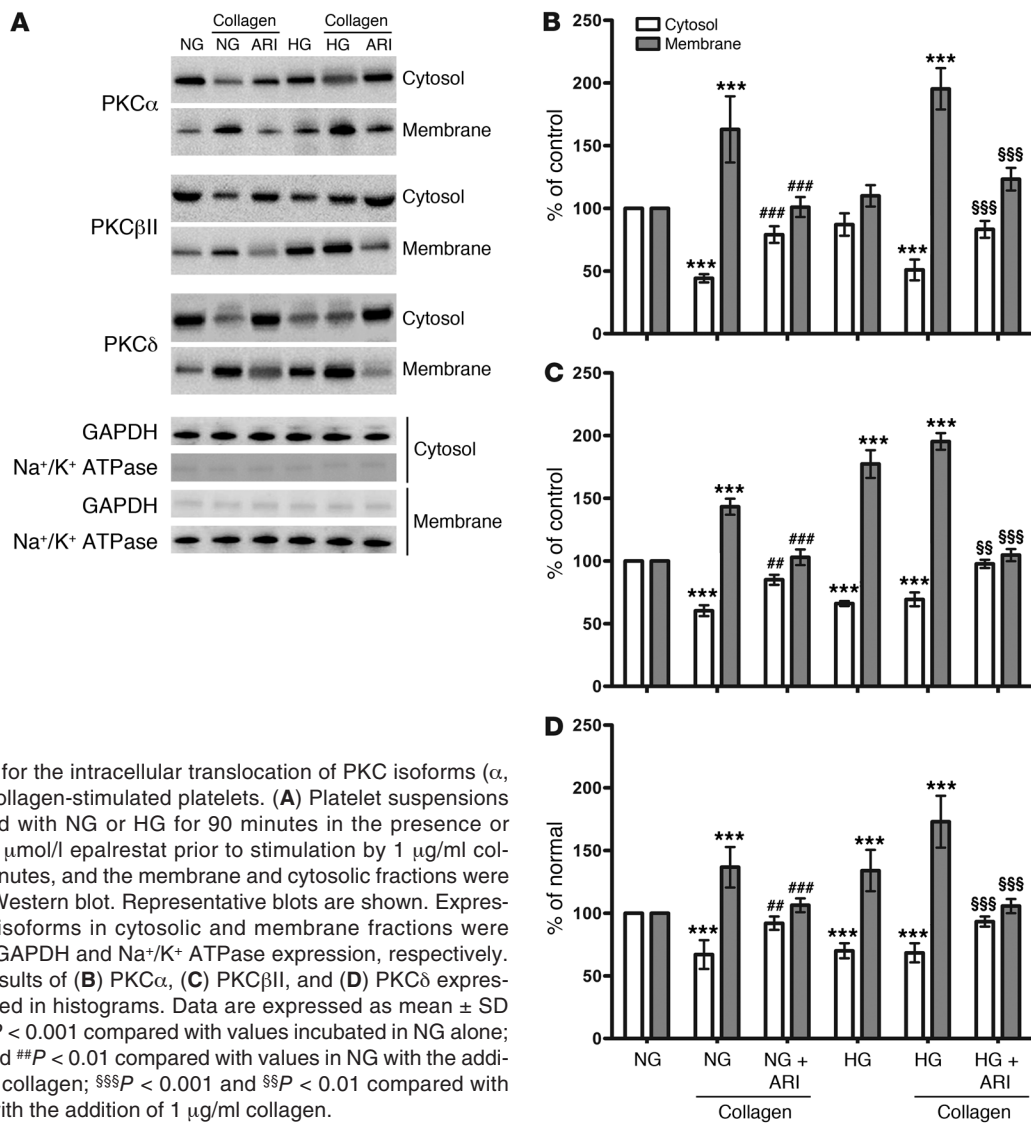 A
Collagen
Collagen
NG NG ARI HG HG ARI
PKCα
Cytosol
Membrane
PKCβII
Cytosol
Membrane
PKCδ
Cytosol
Membrane
GAPDH
Na⁺/K⁺ ATPase
Cytosol
GAPDH
Na⁺/K⁺ ATPase
Membrane
for the intracellular translocation of PKC isoforms (α,
ollagen-stimulated platelets. (A) Platelet suspensions
d with NG or HG for 90 minutes in the presence or
μmol/l epalrestat prior to stimulation by 1 μg/ml col-
nutes, and the membrane and cytosolic fractions were
Western blot. Representative blots are shown. Expres-
isoforms in cytosolic and membrane fractions were
GAPDH and Na⁺/K⁺ ATPase expression, respectively.
sults of (B) PKCα, (C) PKCβII, and (D) PKCδ expres-
ed in histograms. Data are expressed as mean ± SD
P < 0.001 compared with values incubated in NG alone;
d ##P < 0.01 compared with values in NG with the addi-
collagen; §§§P < 0.001 and §§P < 0.01 compared with
with the addition of 1 μg/ml collagen.
B
Cytosol
Membrane
% of control
250
200
150
100
50
0
*** *** ### ### *** *** §§§ §§§
C
% of control
250
200
150
100
50
0
*** *** ## ### *** *** *** *** §§ §§§
D
% of normal
250
200
150
100
50
0
*** *** ## ### *** *** *** *** §§§ §§§
NG NG NG + HG HG HG +
ARI ARI
Collagen Collagen